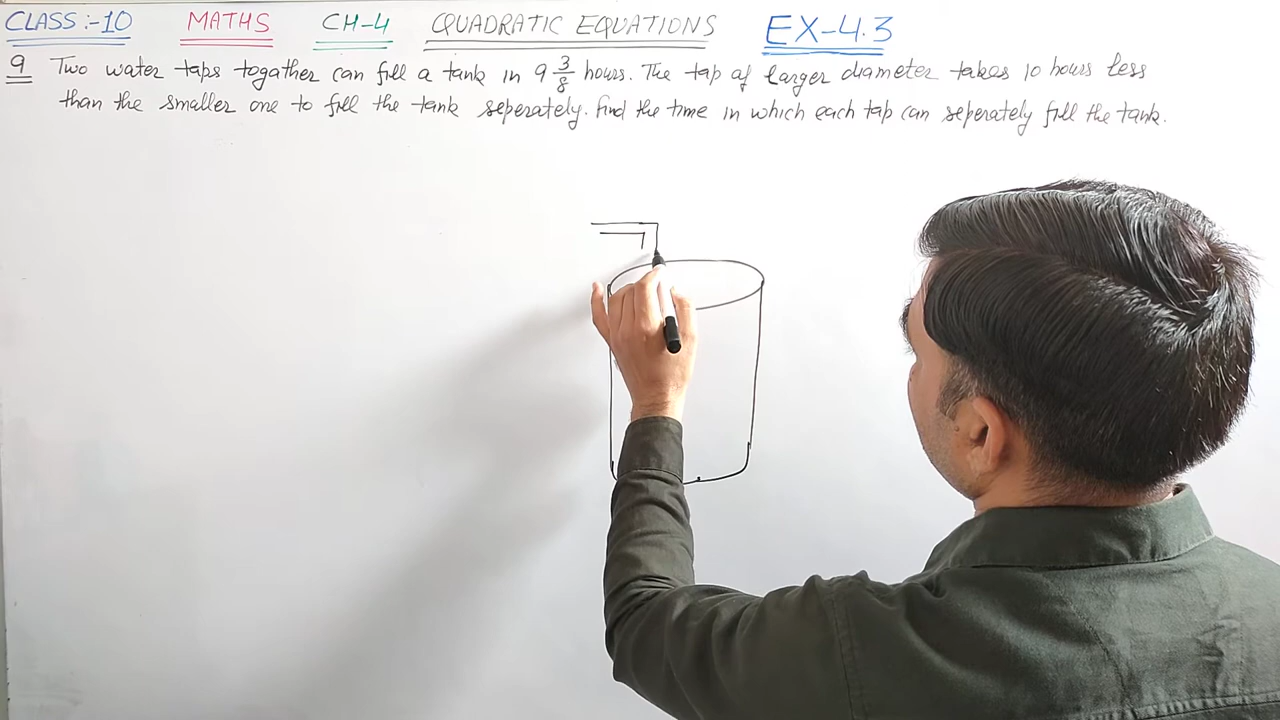 CLASS:-10 MATHS CH-4 QUADRATIC EQUATIONS EX-4.3
9 Two water taps togather can fill a tank in 9 3/8 hours. The tap of larger diameter takes 10 hours less
than the smaller one to fill the tank seperately. Find the time in which each tap can seperately fill the tank.